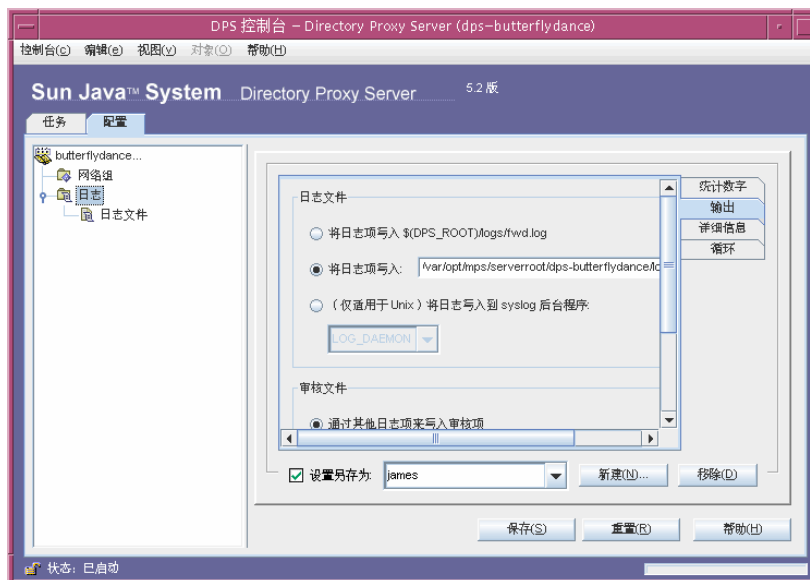 DPS 控制台 – Directory Proxy Server (dps-butterflydance)
控制台(C) 编辑(e) 视图(V) 对象(O) 帮助(H)
Sun Java™ System Directory Proxy Server 5.2 版
任务 配置
butterflydance...
网络组
日志
日志文件
统计数字
输出
详细信息
循环
日志文件
将日志项写入 $(DPS_ROOT)/logs/fwd.log
将日志项写入: /var/opt/mps/serverroot/dps-butterflydance/lo
（仅适用于 Unix）将日志写入到 syslog 后台程序:
LOG_DAEMON
审核文件
通过其他日志项来写入审核项
设置另存为: james 新建(N)... 移除(D)
保存(S) 重置(R) 帮助(H)
状态: 已启动